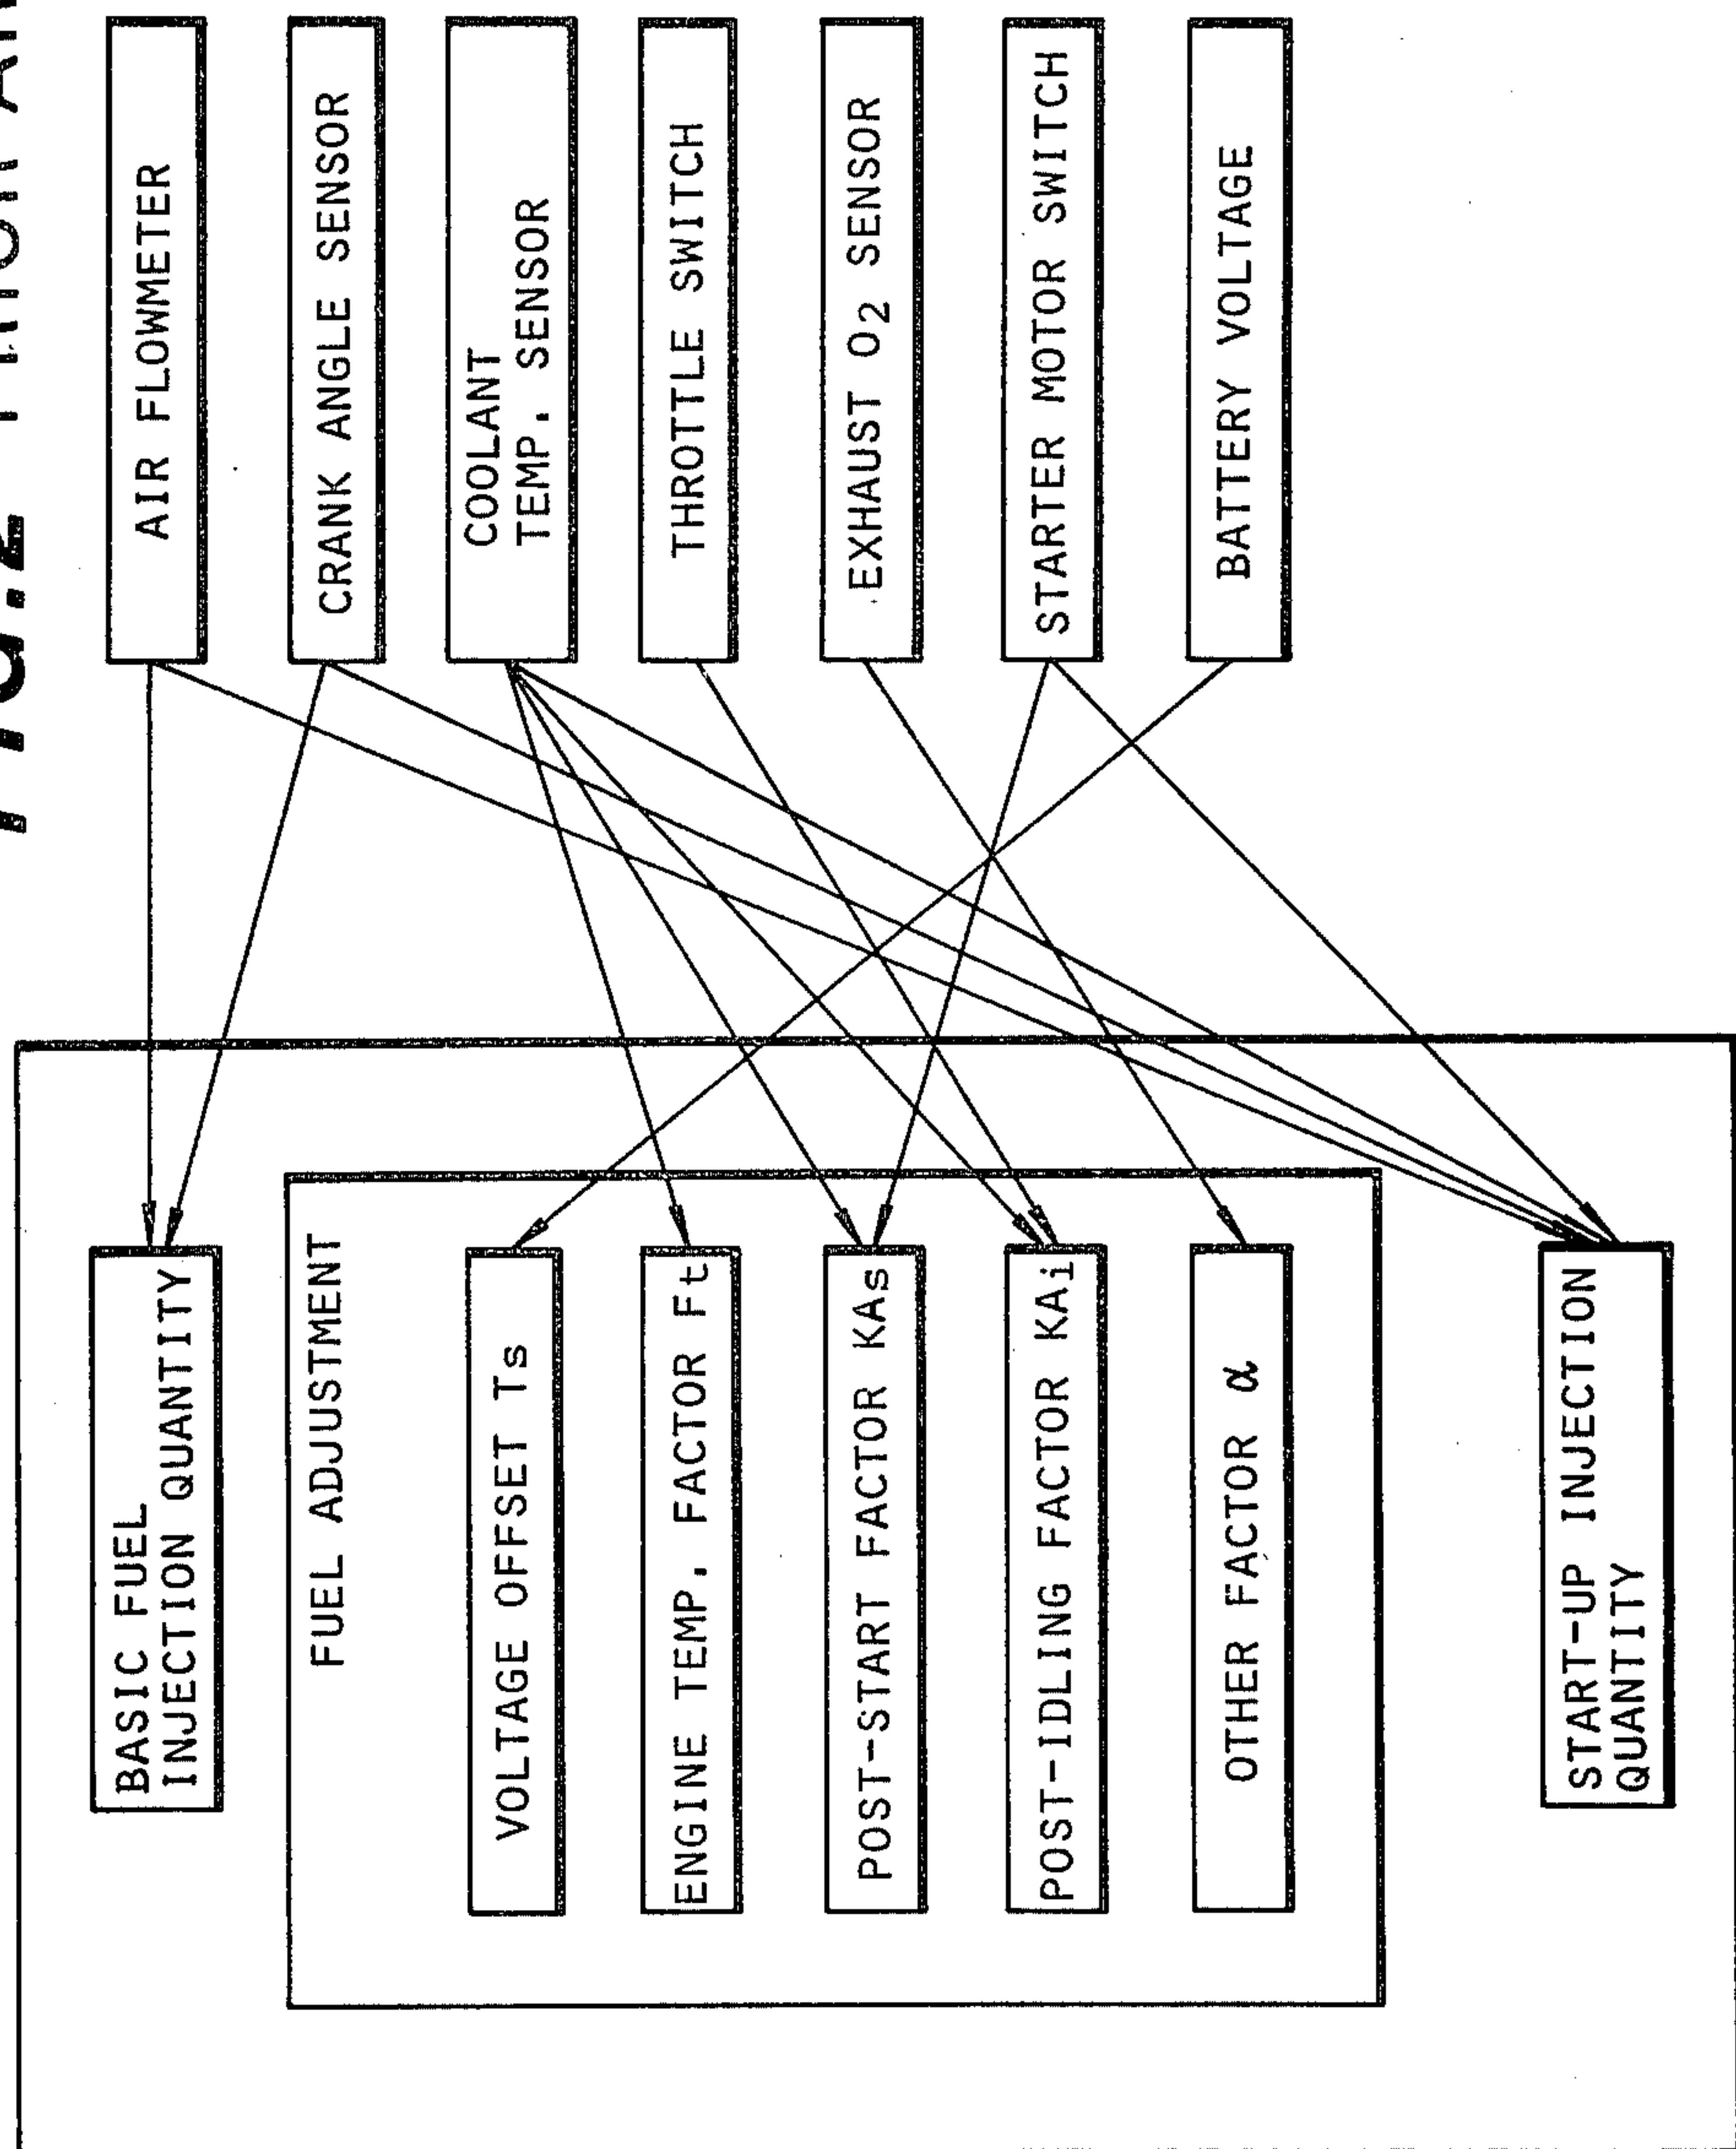 AIR FLOWMETER
CRANK ANGLE SENSOR
COOLANT
TEMP. SENSOR
THROTTLE SWITCH
EXHAUST O2 SENSOR
STARTER MOTOR SWITCH
BATTERY VOLTAGE
BASIC FUEL
INJECTION QUANTITY
FUEL ADJUSTMENT
VOLTAGE OFFSET Ts
ENGINE TEMP. FACTOR Ft
POST-START FACTOR KAs
POST-IDLING FACTOR KAi
OTHER FACTOR α
START-UP INJECTION
QUANTITY